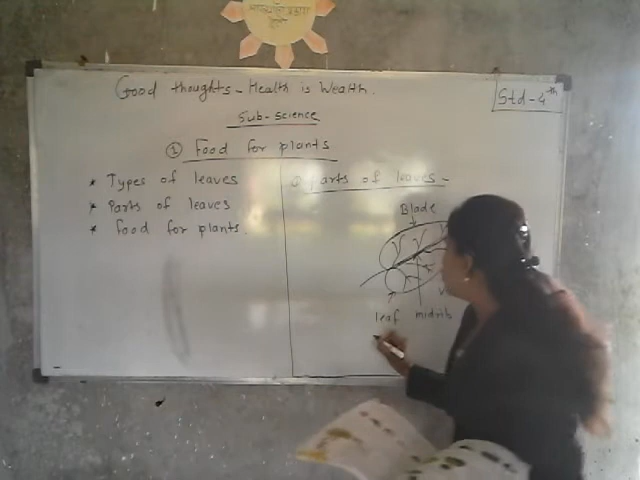 Good thoughts - Health is Wealth.
Std - 4th
Sub-science
① Food for plants
* Types of leaves
* Parts of leaves
* Food for plants.
① Parts of leaves -
Blade
leaf midrib